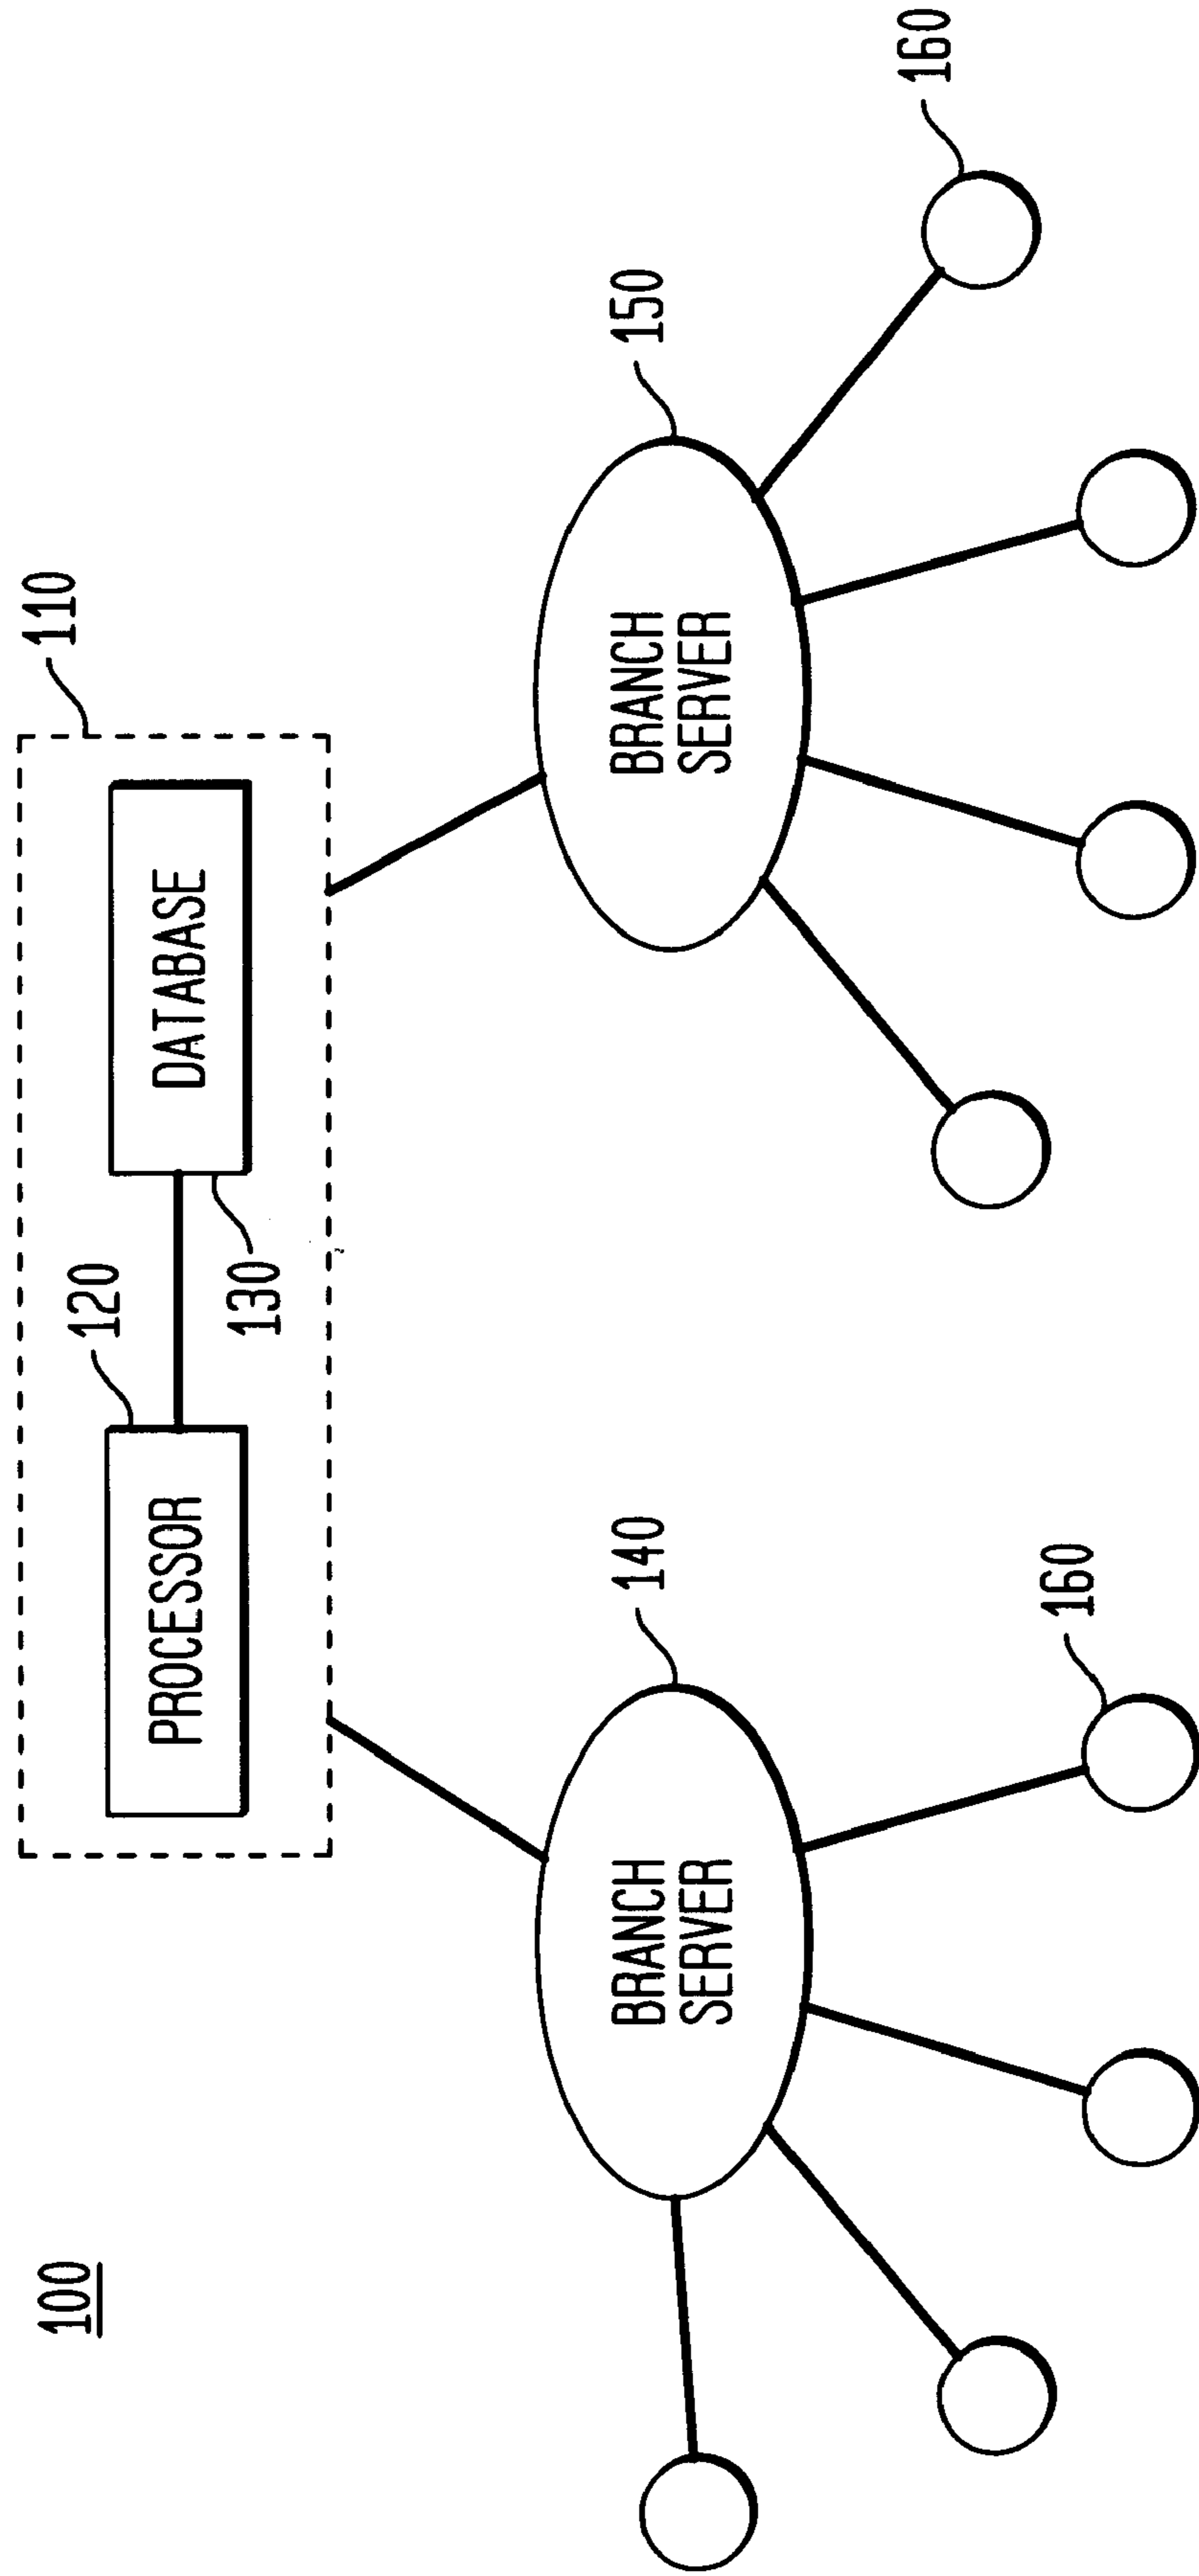 100
110
120
PROCESSOR
DATABASE
130
140
150
BRANCH
SERVER
BRANCH
SERVER
160
160